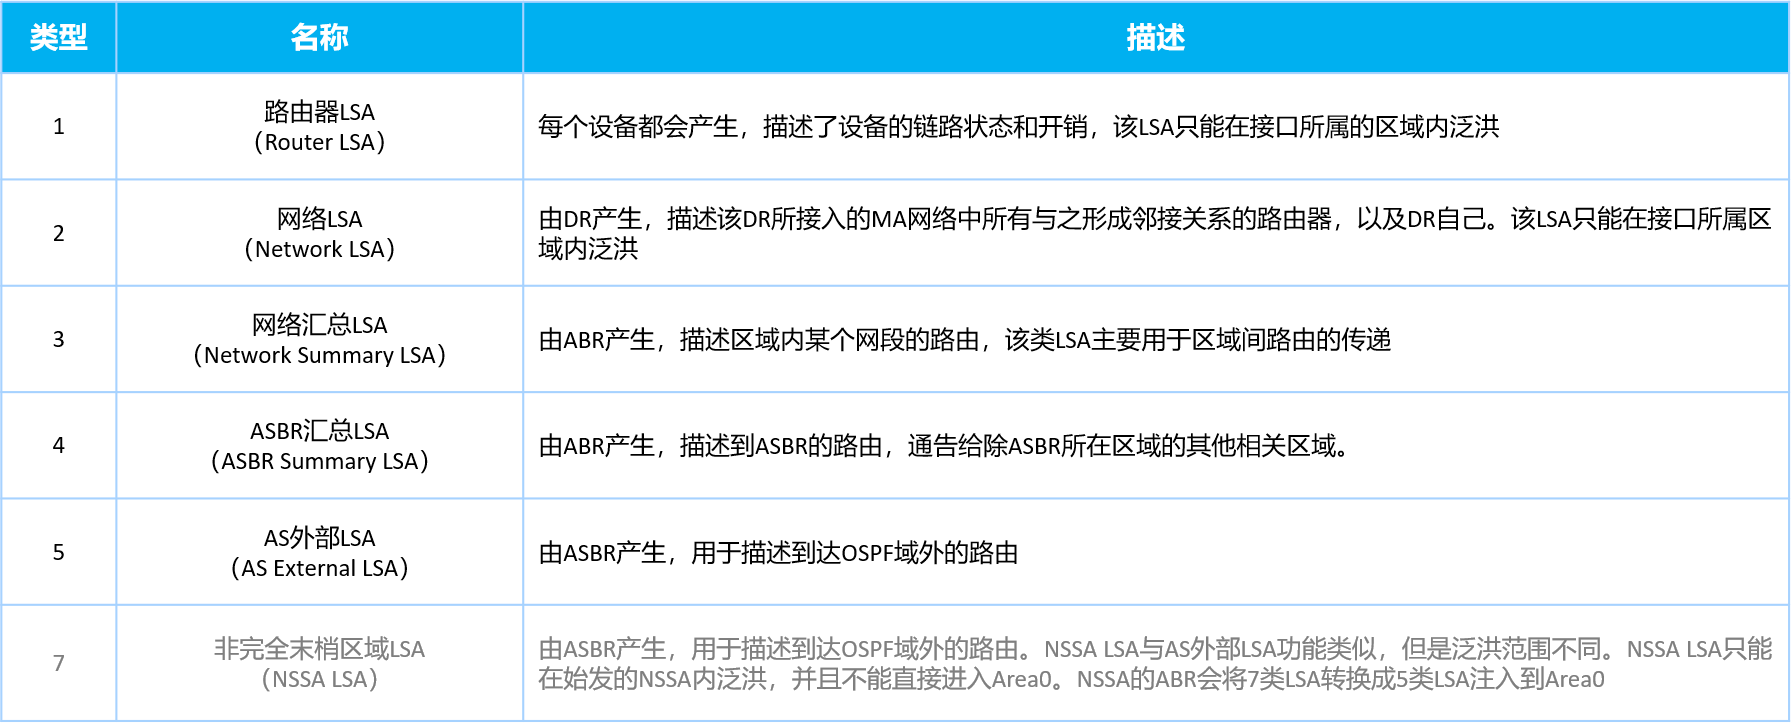 类型 名称 描述
1
路由器LSA
（Router LSA）
每个设备都会产生，描述了设备的链路状态和开销，该LSA只能在接口所属的区域内泛洪
2
网络LSA
（Network LSA）
由DR产生，描述该DR所接入的MA网络中所有与之形成邻接关系的路由器，以及DR自己。该LSA只能在接口所属区
域内泛洪
3
网络汇总LSA
（Network Summary LSA）
由ABR产生，描述区域内某个网段的路由，该类LSA主要用于区域间路由的传递
4
ASBR汇总LSA
（ASBR Summary LSA）
由ABR产生，描述到ASBR的路由，通告给除ASBR所在区域的其他相关区域。
5
AS外部LSA
（AS External LSA）
由ASBR产生，用于描述到达OSPF域外的路由
7
非完全末梢区域LSA
（NSSA LSA）
由ASBR产生，用于描述到达OSPF域外的路由。NSSA LSA与AS外部LSA功能类似，但是泛洪范围不同。NSSA LSA只能
在始发的NSSA内泛洪，并且不能直接进入Area0。NSSA的ABR会将7类LSA转换成5类LSA注入到Area0